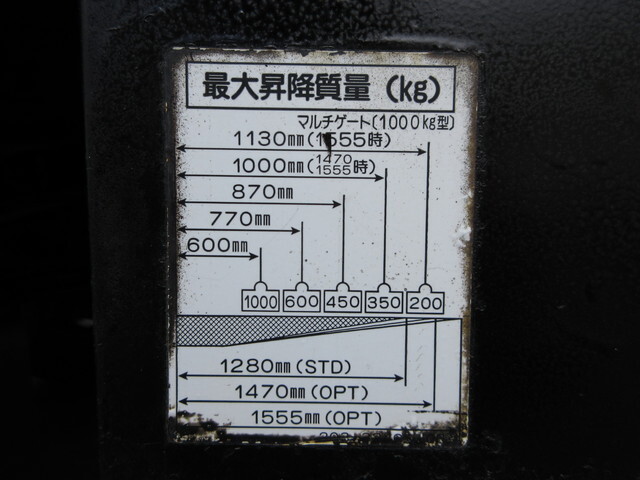 最大昇降質量（kg）
マルチゲート（1000kg型）
1130mm（1555時）
1000mm（1470 1555時）
870mm
770mm
600mm
1000 600 450 350 200
1280mm（STD）
1470mm（OPT）
1555mm（OPT）